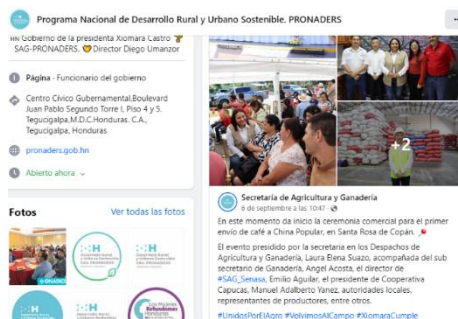 Programa Nacional de Desarrollo Rural y Urbano Sostenible. PRONADERS
HN Gobierno de la presidenta Xiomara Castro
SAG-PRONADERS. Director Diego Umanzor
Página · Funcionario del gobierno
Centro Cívico Gubernamental,Boulevard
Juan Pablo Segundo Torre I, Piso 4 y 5.
Tegucigalpa,M.D.C,Honduras. C.A.,
Tegucigalpa, Honduras
pronaders.gob.hn
Abierto ahora
Fotos
Ver todas las fotos
+2
Secretaría de Agricultura y Ganadería
6 de septiembre a las 10:47
En este momento da inicio la ceremonia comercial para el primer
envío de café a China Popular, en Santa Rosa de Copán.
El evento presidido por la secretaria en los Despachos de
Agricultura y Ganadería, Laura Elena Suazo, acompañada del sub
secretario de Ganadería, Angel Acosta, el director de
#SAG_Senasa, Emilio Aguilar, el presidente de Cooperativa
Capucas, Manuel Adalberto Yanez, autoridades locales,
representantes de productores, entre otros.
#UnidosPorElAgro #VolvimosAlCampo #XiomaraCumple